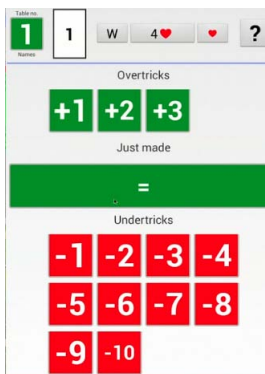 Table no.
1
Names
1
W
4♥
♥
?
Overtricks
+1 +2 +3
Just made
=
Undertricks
-1 -2 -3 -4
-5 -6 -7 -8
-9 -10